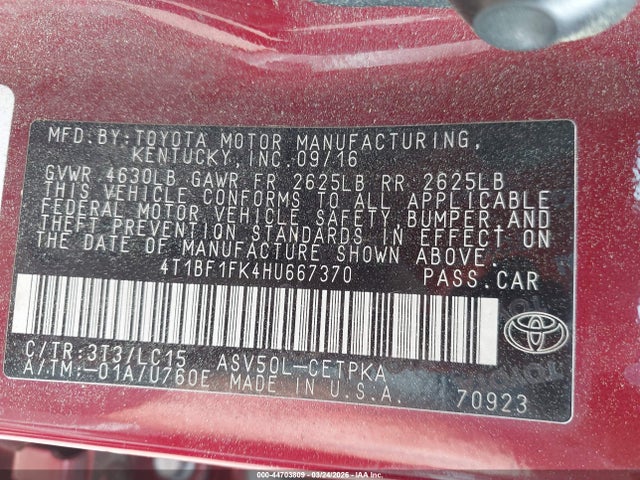 MFD. BY: TOYOTA MOTOR MANUFACTURING,
KENTUCKY, INC. 09/16
GVWR 4630LB GAWR FR 2625LB RR 2625LB
THIS VEHICLE CONFORMS TO ALL APPLICABLE
FEDERAL MOTOR VEHICLE SAFETY, BUMPER, AND
THEFT PREVENTION STANDARDS IN EFFECT ON
THE DATE OF MANUFACTURE SHOWN ABOVE.
4T1BF1FK4HU667370 PASS. CAR
C/TR: 3T3/LC15 ASV50L-CETPKA
A/TM: -01A/U760E MADE IN U.S.A.
70923
000-44703809 - 03/24/2026 - COPYRIGHT IAA, LLC.